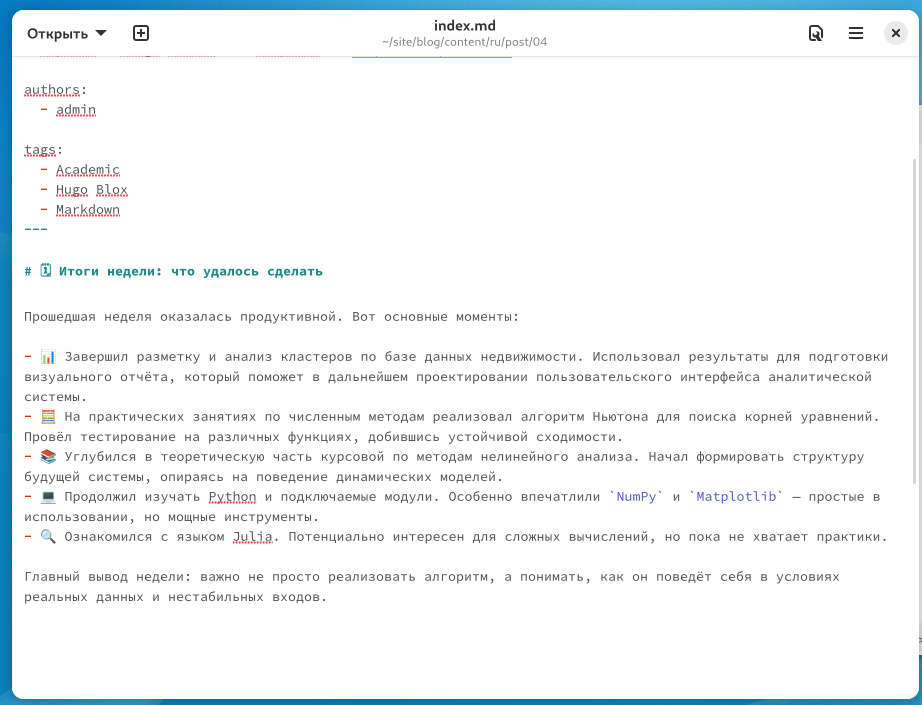 Открыть
index.md
~/site/blog/content/ru/post/04
authors:
- admin
tags:
- Academic
- Hugo Blox
- Markdown
---
# 🗓 Итоги недели: что удалось сделать
Прошедшая неделя оказалась продуктивной. Вот основные моменты:
- 📊 Завершил разметку и анализ кластеров по базе данных недвижимости. Использовал результаты для подготовки
визуального отчёта, который поможет в дальнейшем проектировании пользовательского интерфейса аналитической
системы.
- 🧮 На практических занятиях по численным методам реализовал алгоритм Ньютона для поиска корней уравнений.
Провёл тестирование на различных функциях, добившись устойчивой сходимости.
- 📚 Углубился в теоретическую часть курсовой по методам нелинейного анализа. Начал формировать структуру
будущей системы, опираясь на поведение динамических моделей.
- 💻 Продолжил изучать Python и подключаемые модули. Особенно впечатлили `NumPy` и `Matplotlib` — простые в
использовании, но мощные инструменты.
- 🔍 Ознакомился с языком Julia. Потенциально интересен для сложных вычислений, но пока не хватает практики.
Главный вывод недели: важно не просто реализовать алгоритм, а понимать, как он поведёт себя в условиях
реальных данных и нестабильных входов.